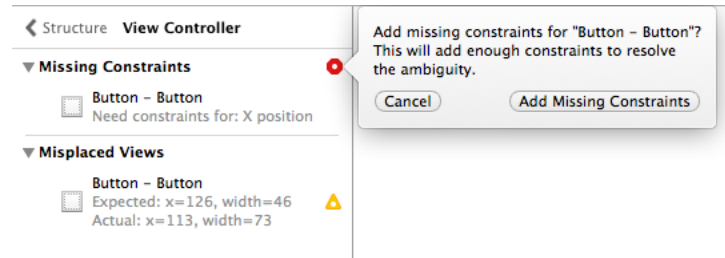 Structure View Controller
Missing Constraints
Button – Button
Need constraints for: X position
Misplaced Views
Button – Button
Expected: x=126, width=46
Actual: x=113, width=73
Add missing constraints for "Button – Button"?
This will add enough constraints to resolve
the ambiguity.
Cancel Add Missing Constraints